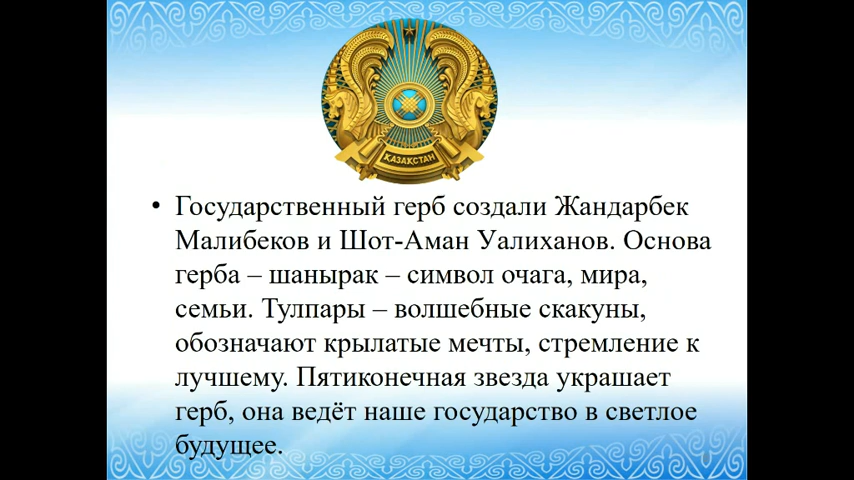 ҚАЗАҚСТАН
• Государственный герб создали Жандарбек
Малибеков и Шот-Аман Уалиханов. Основа
герба – шанырак – символ очага, мира,
семьи. Тулпары – волшебные скакуны,
обозначают крылатые мечты, стремление к
лучшему. Пятиконечная звезда украшает
герб, она ведёт наше государство в светлое
будущее.